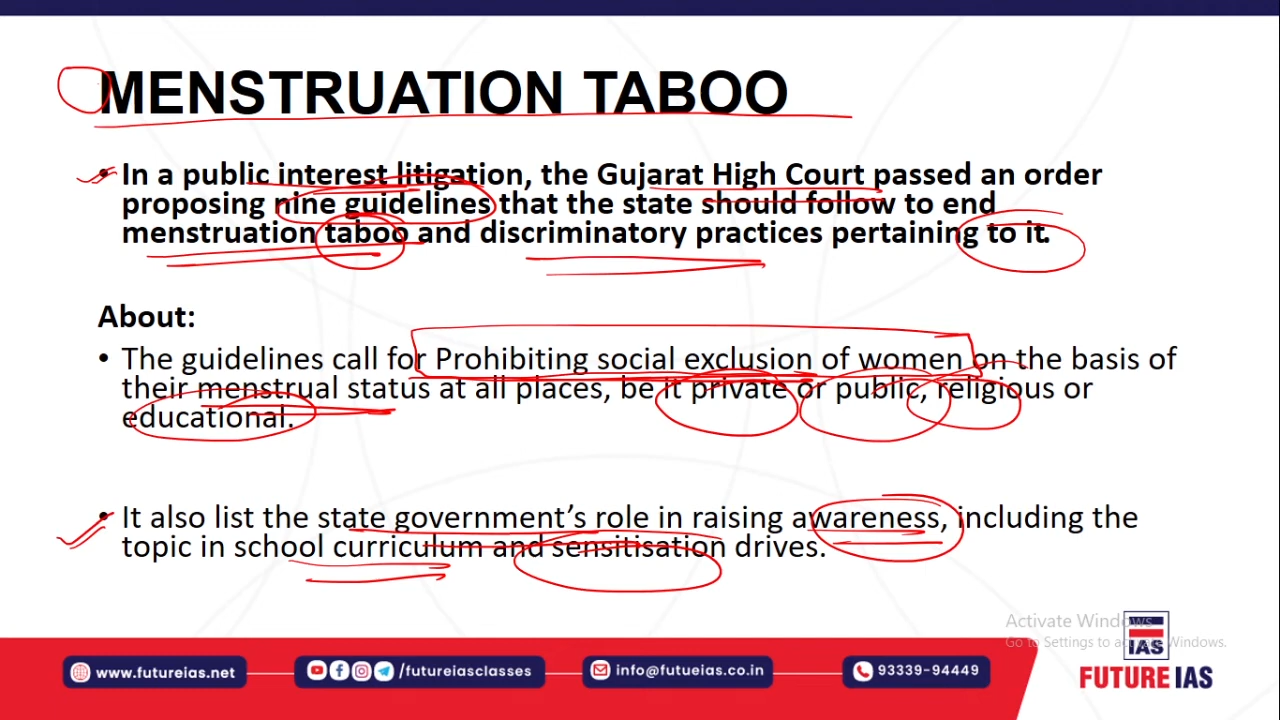 MENSTRUATION TABOO
• In a public interest litigation, the Gujarat High Court passed an order
proposing nine guidelines that the state should follow to end
menstruation taboo and discriminatory practices pertaining to it.
About:
• The guidelines call for Prohibiting social exclusion of women on the basis of
their menstrual status at all places, be it private or public, religious or
educational.
• It also list the state government’s role in raising awareness, including the
topic in school curriculum and sensitisation drives.
Activate Windows
Go to Settings to activate Windows.
IAS
www.futureias.net
/futureiasclasses
info@futueias.co.in
93339-94449
FUTURE IAS